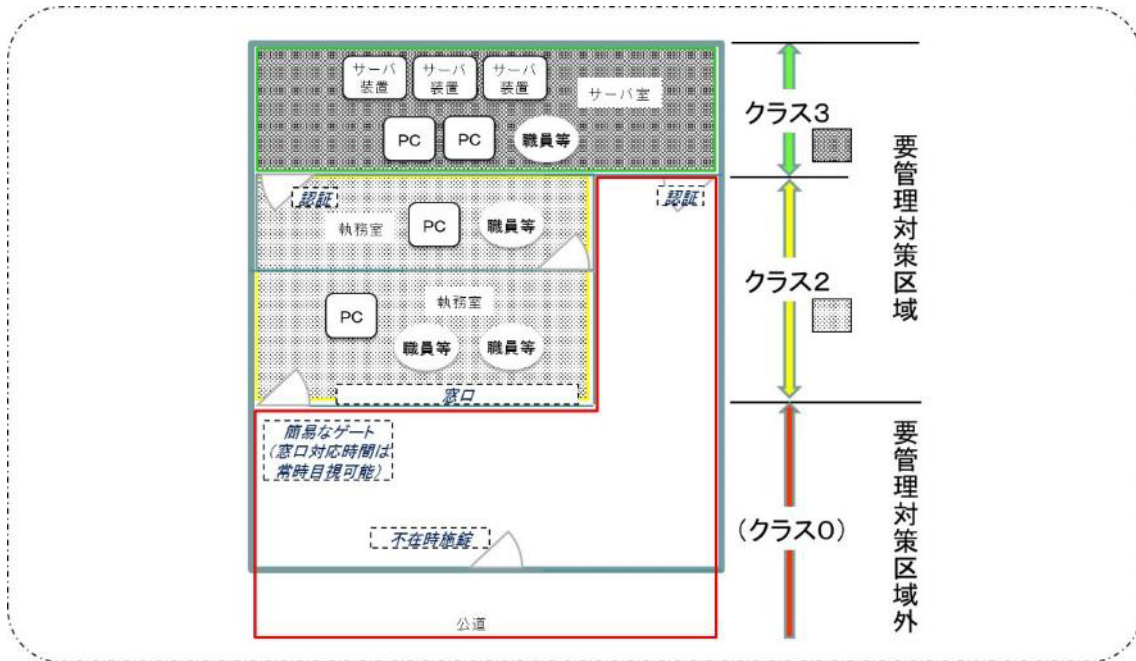 サーバ
装置
サーバ
装置
サーバ
装置
サーバ室
PC
PC
職員等
認証
認証
執務室
PC
職員等
執務室
PC
職員等
職員等
窓口
簡易なゲート
（窓口対応時間は
常時目視可能）
不在時施錠
公道
クラス3
クラス2
（クラス0）
要管理対策区域
要管理対策区域外